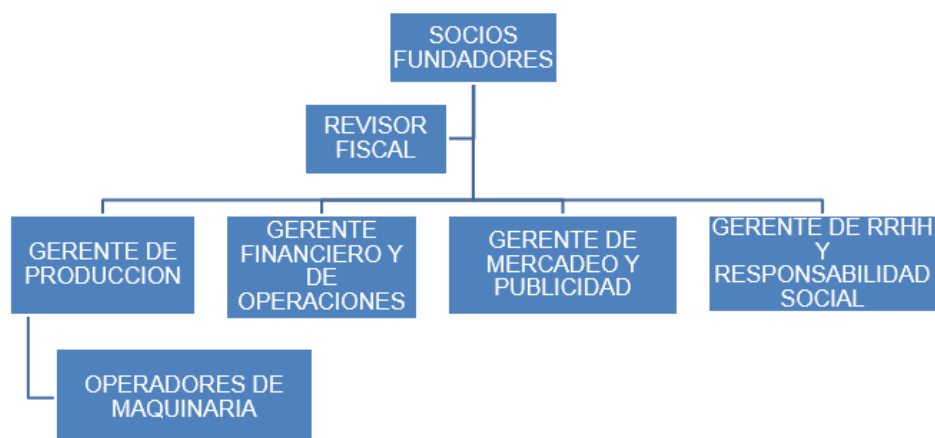 SOCIOS
FUNDADORES
REVISOR
FISCAL
GERENTE DE
PRODUCCION
GERENTE
FINANCIERO Y
DE
OPERACIONES
GERENTE DE
MERCADEO Y
PUBLICIDAD
GERENTE DE RRHH
Y
RESPONSABILIDAD
SOCIAL
OPERADORES DE
MAQUINARIA